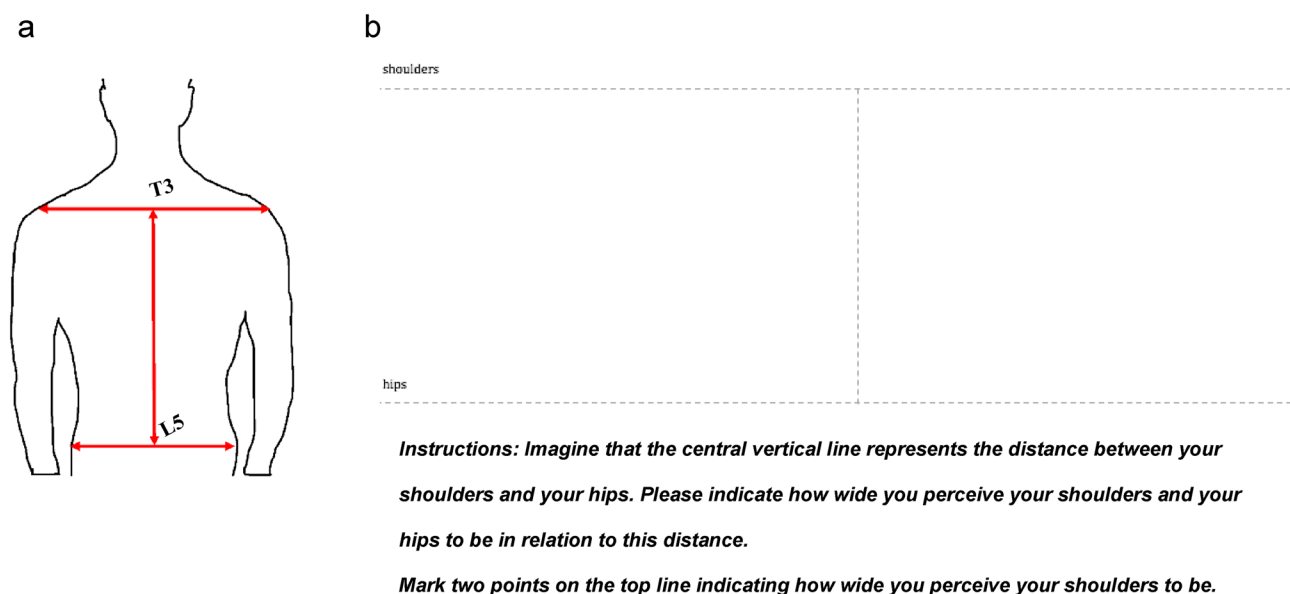 a
b
shoulders
T3
hips
L5
Instructions: Imagine that the central vertical line represents the distance between your
shoulders and your hips. Please indicate how wide you perceive your shoulders and your
hips to be in relation to this distance.
Mark two points on the top line indicating how wide you perceive your shoulders to be.